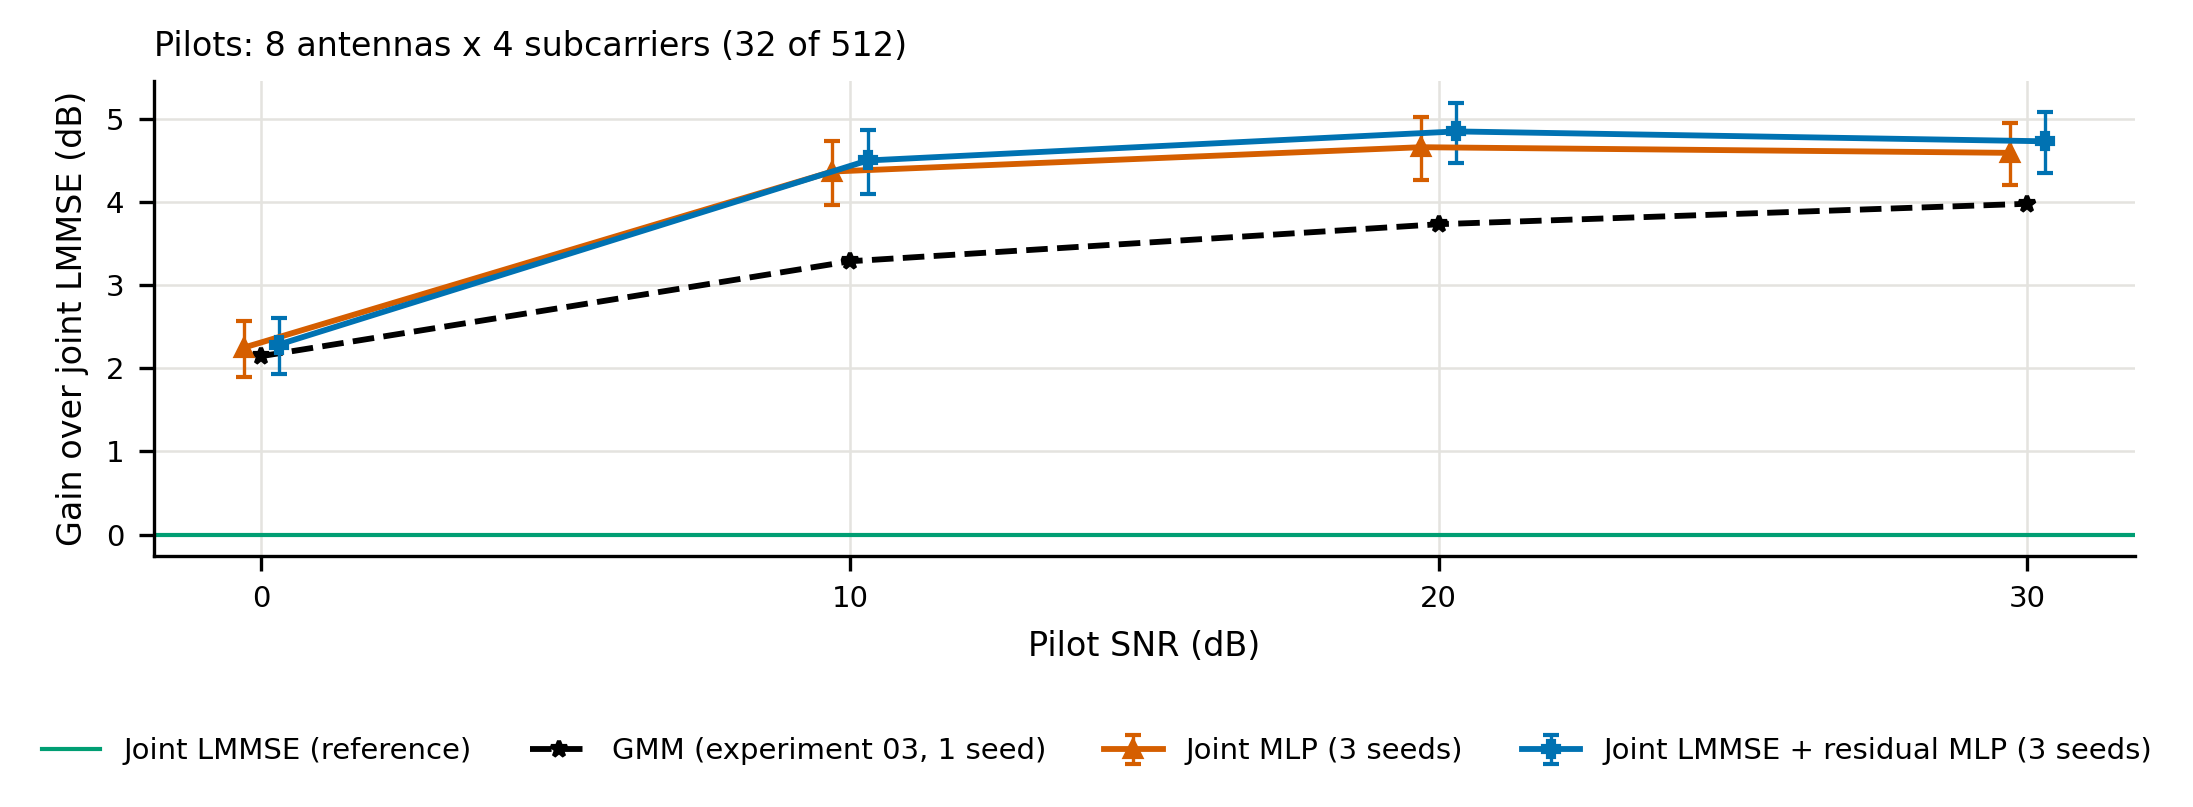 Pilots: 8 antennas x 4 subcarriers (32 of 512)
Gain over joint LMMSE (dB)
5
4
3
2
1
0
0 10 20 30
Pilot SNR (dB)
Joint LMMSE (reference) GMM (experiment 03, 1 seed) Joint MLP (3 seeds) Joint LMMSE + residual MLP (3 seeds)